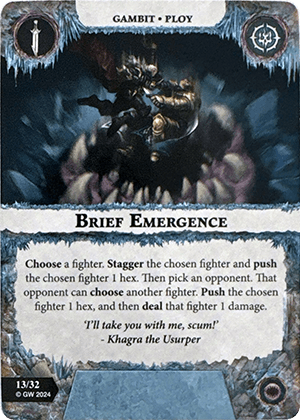 GAMBIT • PLOY
BRIEF EMERGENCE
Choose a fighter. Stagger the chosen fighter and push
the chosen fighter 1 hex. Then pick an opponent. That
opponent can choose another fighter. Push the chosen
fighter 1 hex, and then deal that fighter 1 damage.
'I'll take you with me, scum!'
- Khagra the Usurper
13/32
© GW 2024